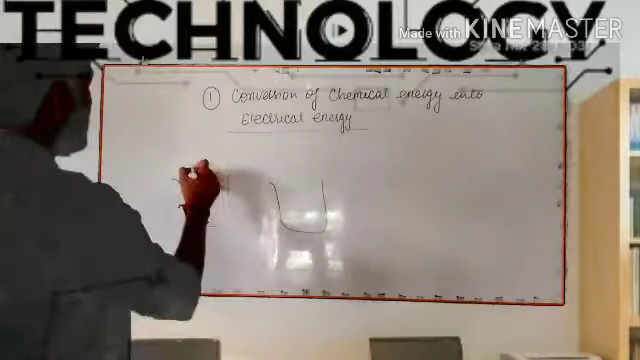 TECHNOLOGY
Made with KINEMASTER
① Conversion of Chemical energy into
Electrical energy